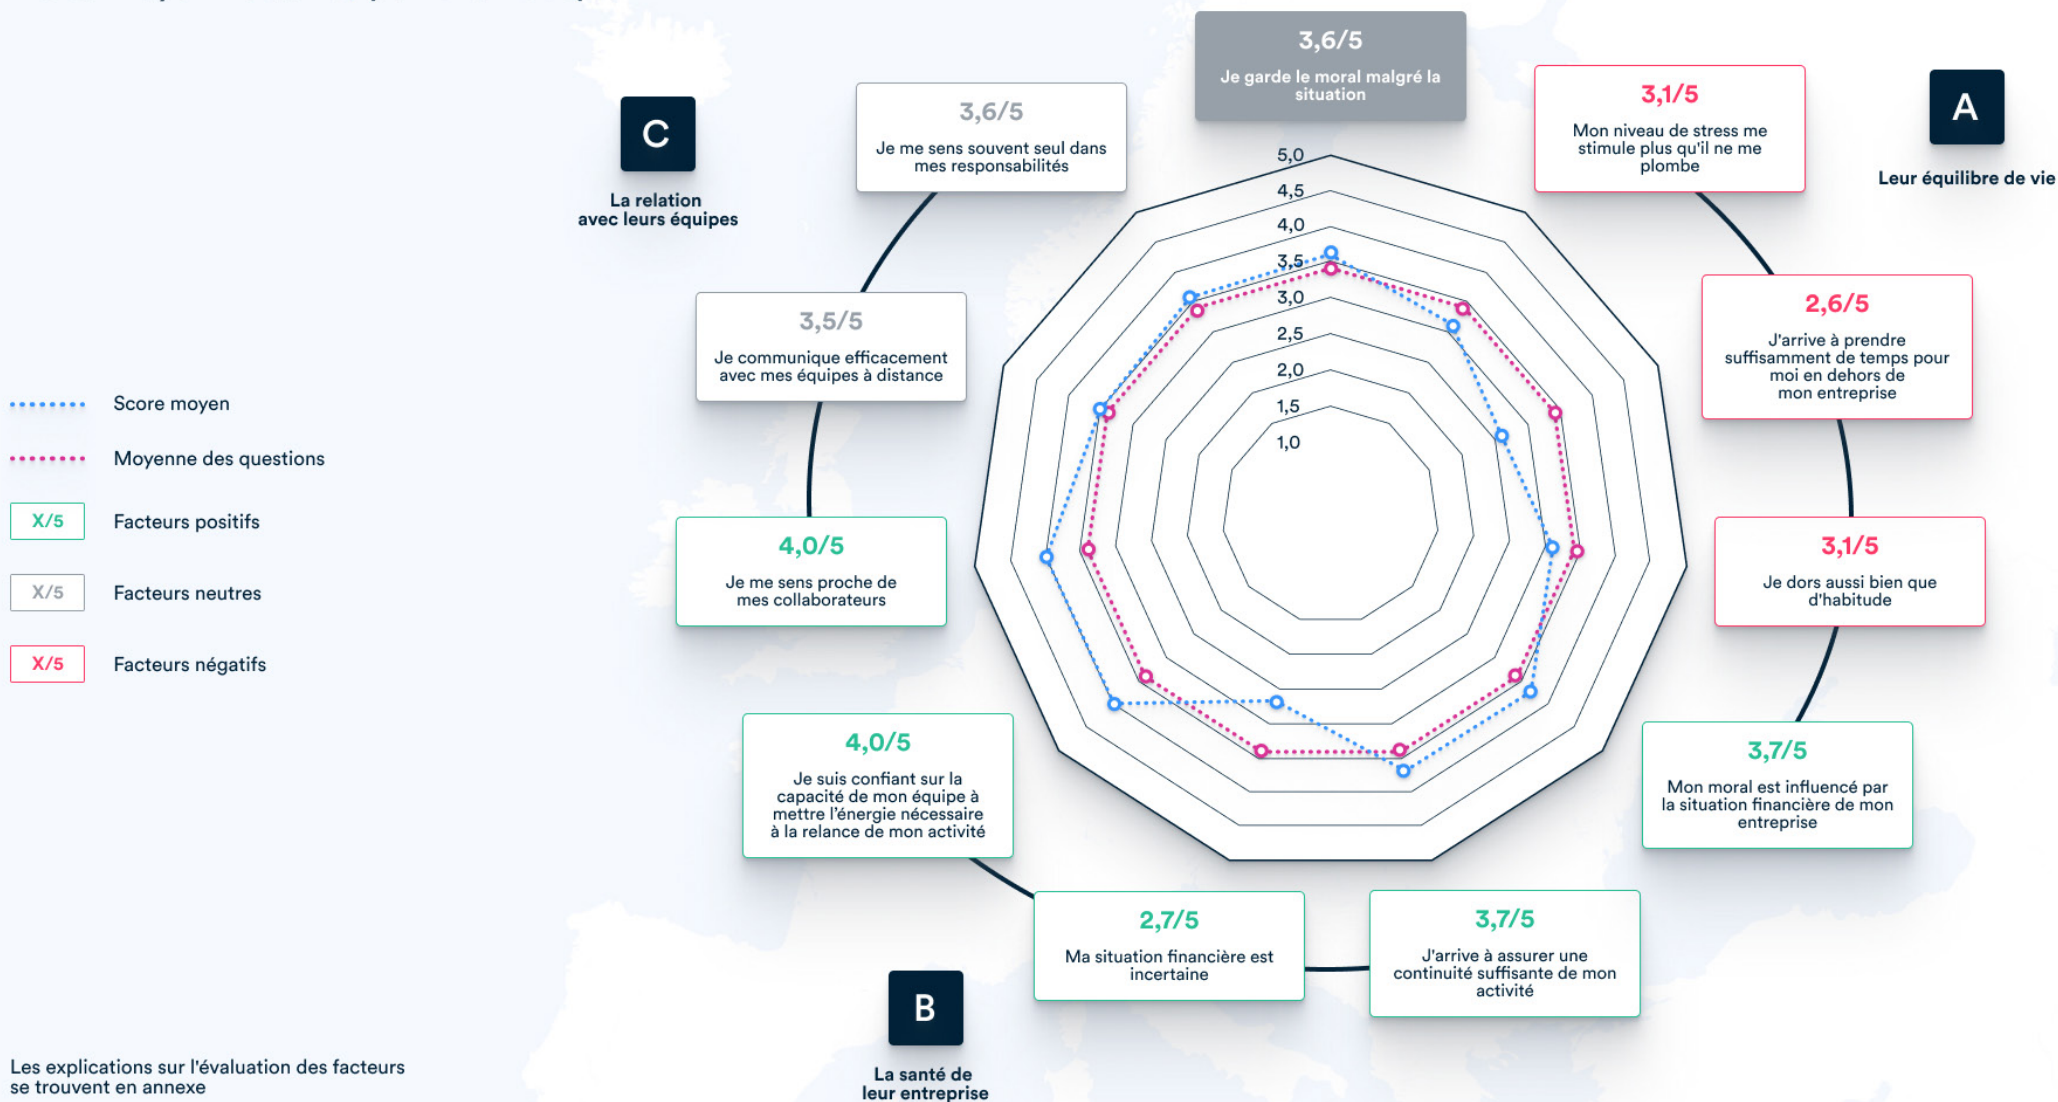 3,6/5
Je garde le moral malgré la
situation
3,1/5
Mon niveau de stress me
stimule plus qu'il ne me
plombe
A
Leur équilibre de vie
2,6/5
J'arrive à prendre
suffisamment de temps pour
moi en dehors de
mon entreprise
3,1/5
Je dors aussi bien que
d'habitude
3,7/5
Mon moral est influencé par
la situation financière de mon
entreprise
3,7/5
J'arrive à assurer une
continuité suffisante de mon
activité
2,7/5
Ma situation financière est
incertaine
B
La santé de
leur entreprise
4,0/5
Je suis confiant sur la
capacité de mon équipe à
mettre l'énergie nécessaire
à la relance de mon activité
4,0/5
Je me sens proche de
mes collaborateurs
3,5/5
Je communique efficacement
avec mes équipes à distance
3,6/5
Je me sens souvent seul dans
mes responsabilités
C
La relation
avec leurs équipes
5,0
4,5
4,0
3,5
3,0
2,5
2,0
1,5
1,0
Score moyen
Moyenne des questions
X/5
Facteurs positifs
X/5
Facteurs neutres
X/5
Facteurs négatifs
Les explications sur l'évaluation des facteurs
se trouvent en annexe